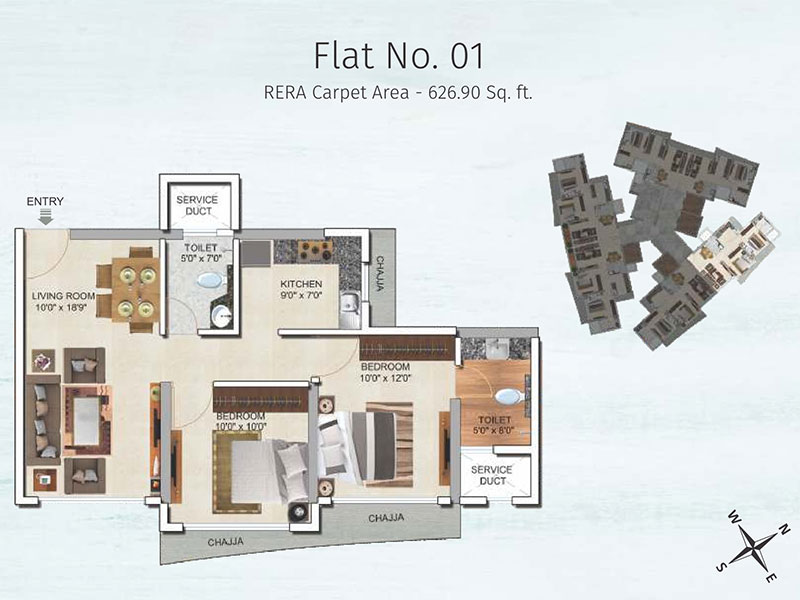 Flat No. 01
RERA Carpet Area - 626.90 Sq. ft.
ENTRY
SERVICE
DUCT
TOILET
5'0" x 7'0"
KITCHEN
9'0" x 7'0"
CHAJJA
LIVING ROOM
10'0" x 18'9"
BEDROOM
10'0" x 12'0"
BEDROOM
10'0" x 10'0"
TOILET
5'0" x 8'0"
SERVICE
DUCT
CHAJJA
CHAJJA
W
N
S
E